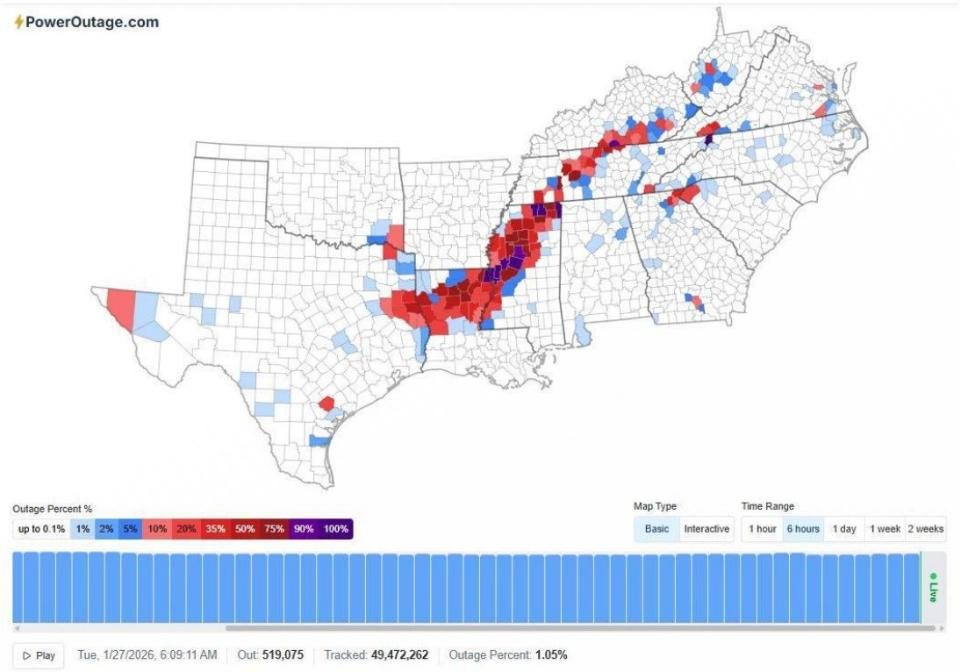 PowerOutage.com
Outage Percent %
up to 0.1% 1% 2% 5% 10% 20% 35% 50% 75% 90% 100%
Map Type
Basic Interactive
Time Range
1 hour 6 hours 1 day 1 week 2 weeks
Live
Play Tue, 1/27/2026, 6:09:11 AM Out: 519,075 Tracked: 49,472,262 Outage Percent: 1.05%